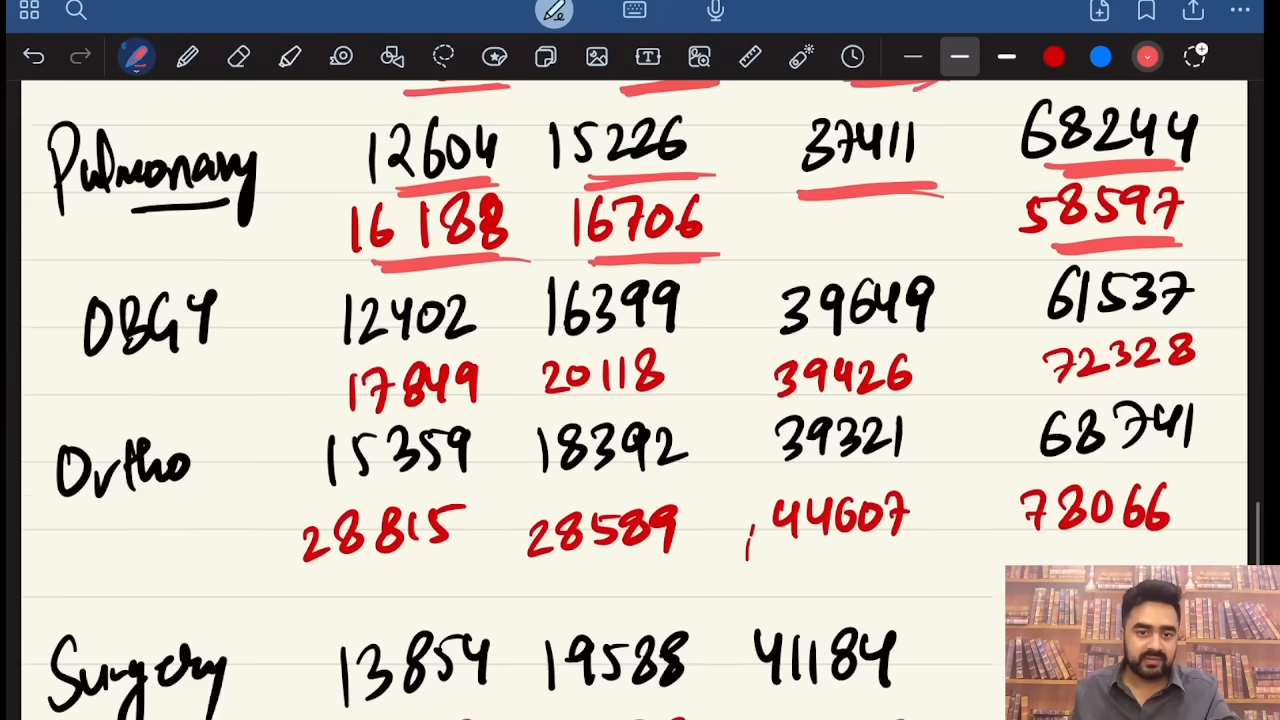 Pulmonary 12604 15226 37411 68244
16188 16706 58597
OBGY 12402 16399 39649 61537
17849 20118 39426 72328
Ortho 15359 18392 39321 68741
28815 28589 44607 78066
Surgery 13854 19588 41184